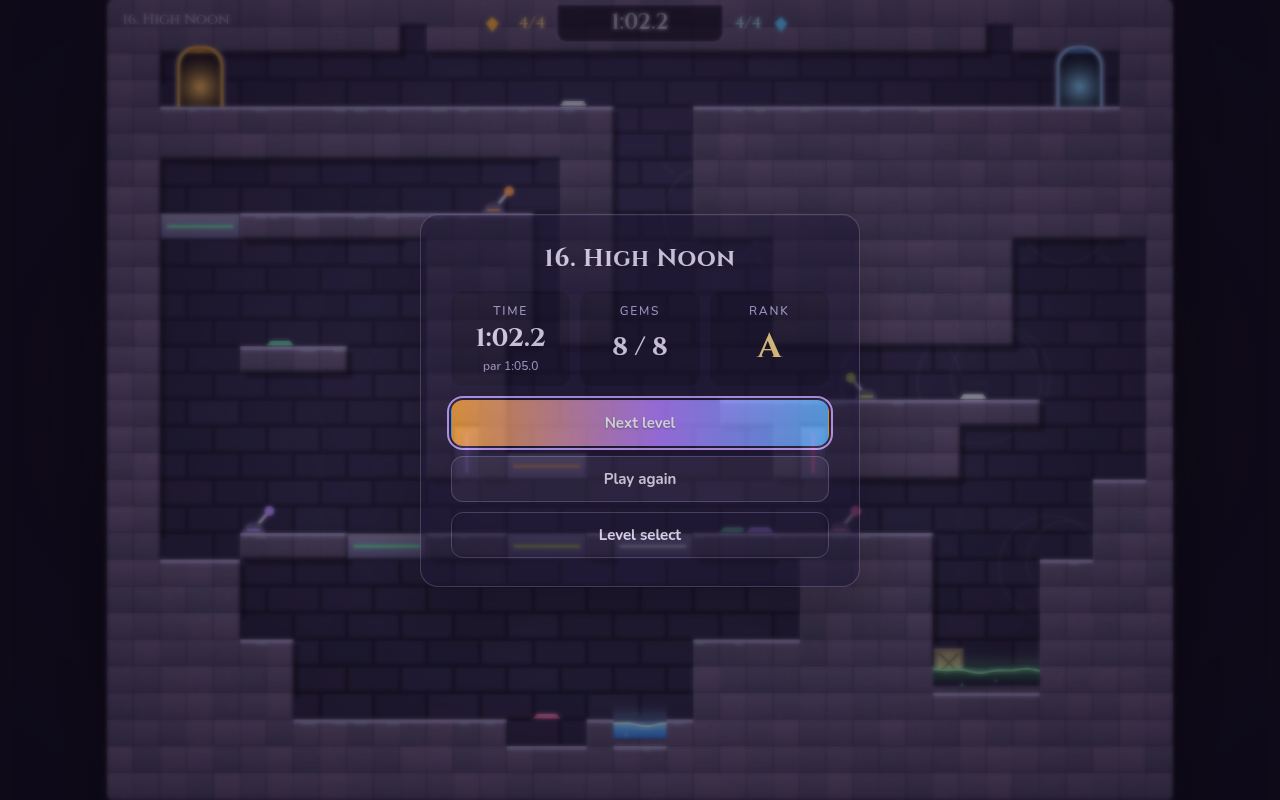 16. High Noon
4/4
1:02.2
4/4
16. High Noon
TIME
GEMS
RANK
1:02.2
8 / 8
A
par 1:05.0
Next level
Play again
Level select